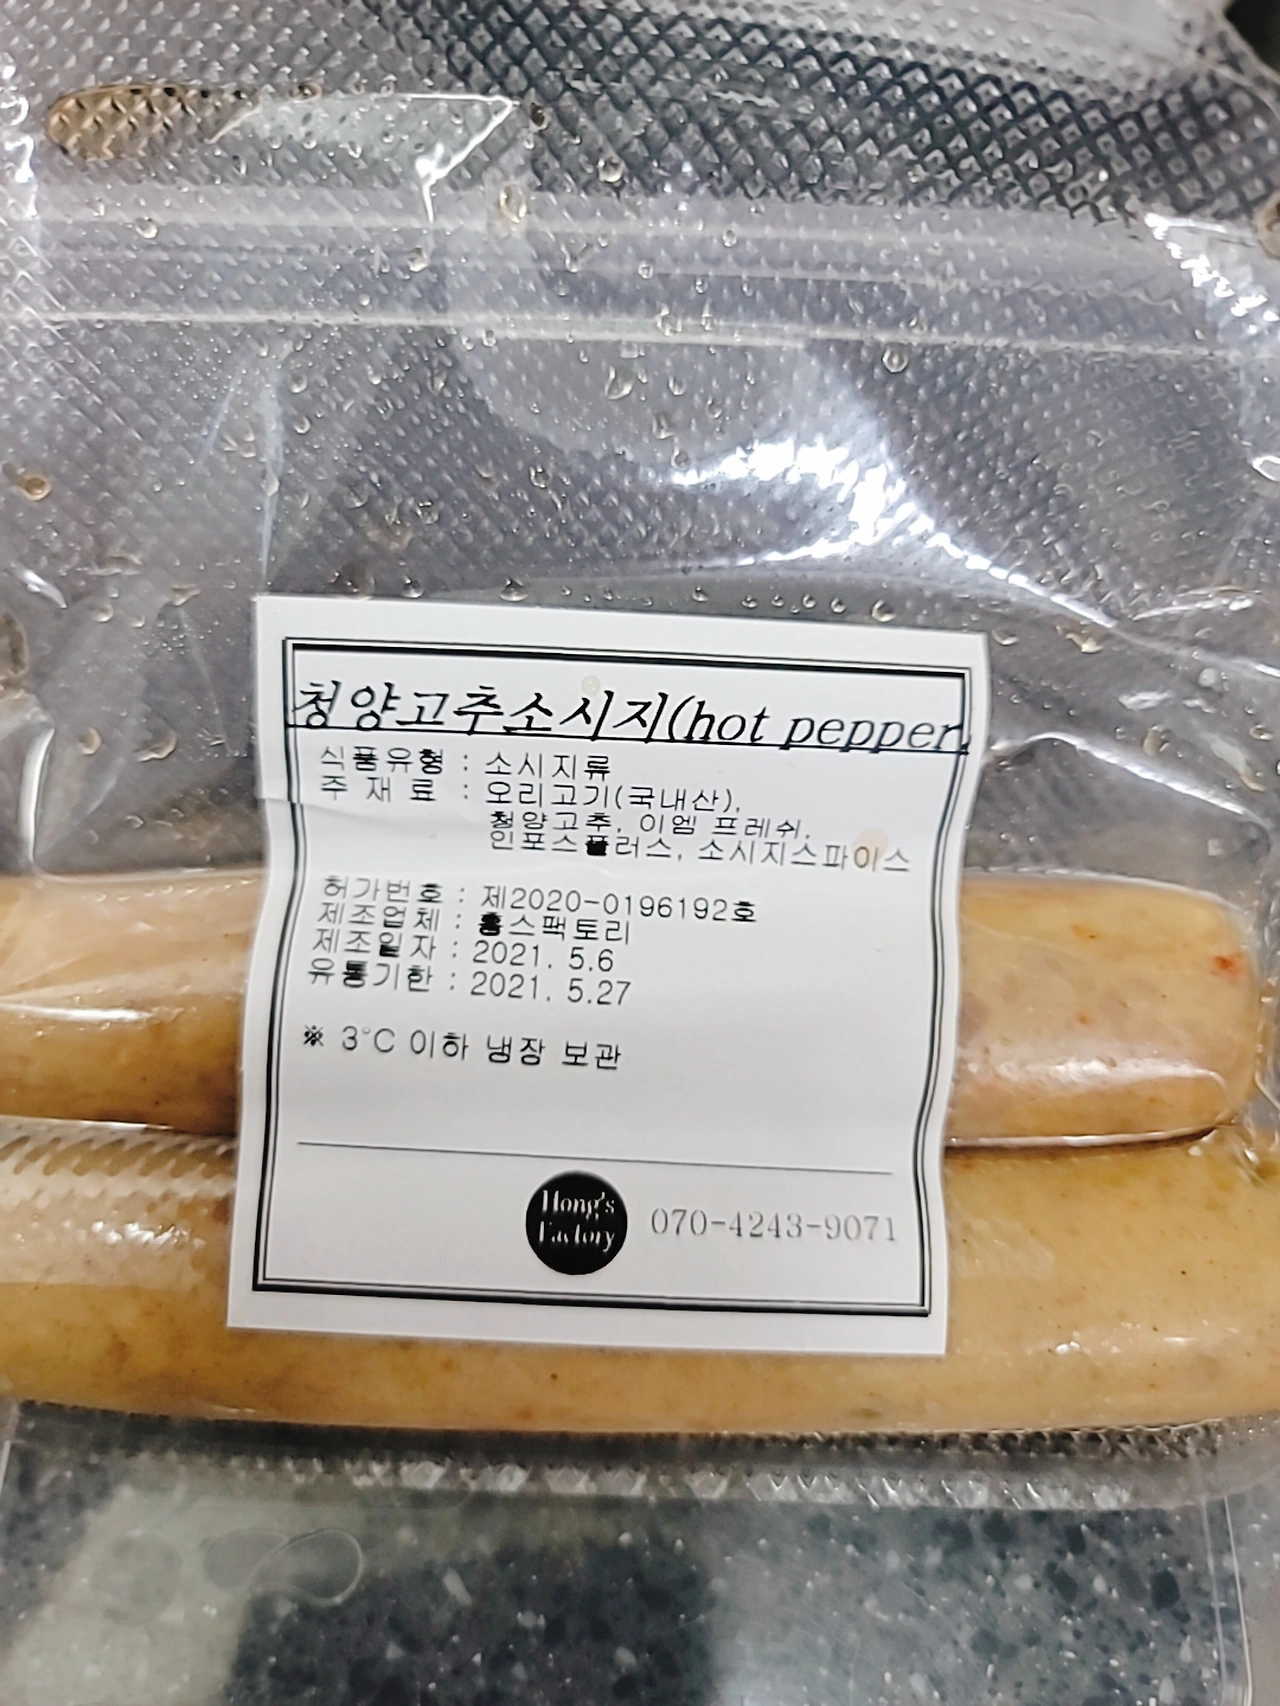 청양고추소시지(hot pepper
식품유형 : 소시지류
주 재 료 : 오리고기(국내산),
청양고추, 이엠 프레쉬,
인포스플러스, 소시지스파이스
허가번호 : 제2020-0196192호
제조업체 : 홍스팩토리
제조일자 : 2021. 5.6
유통기한 : 2021. 5.27
※ 3°C 이하 냉장 보관
Hong's
Factory
070-4243-9071